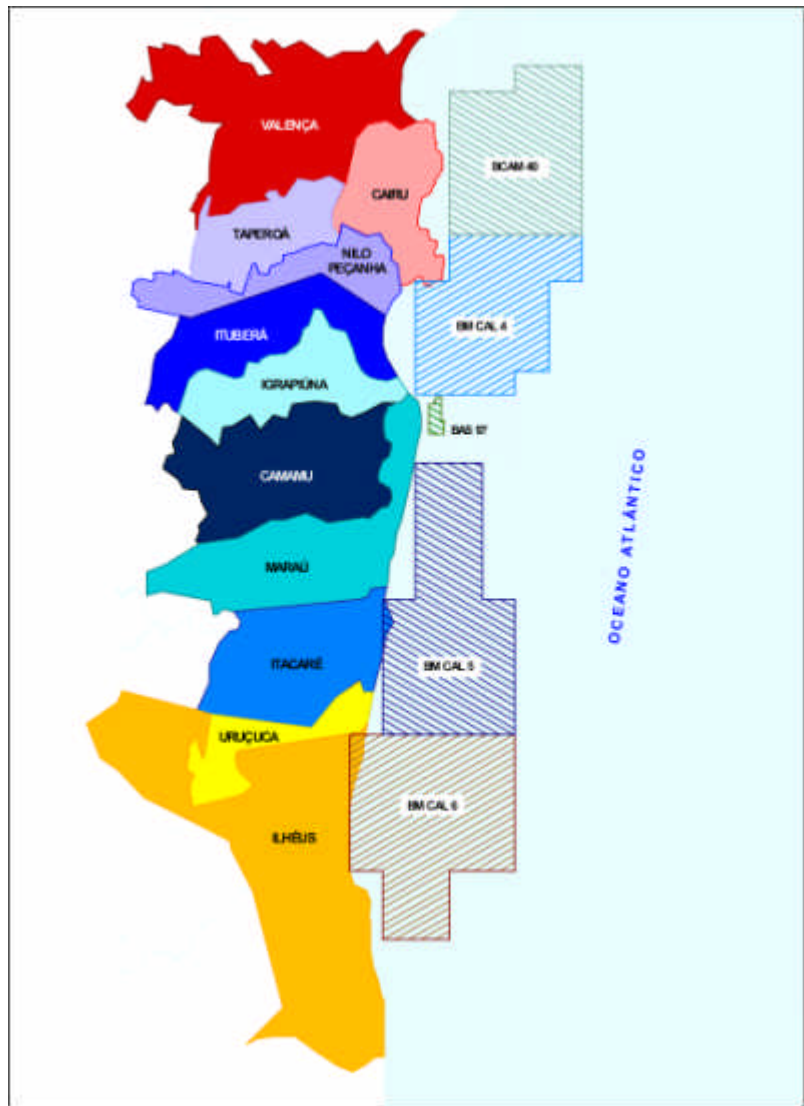 VALENÇA
BCAM-40
CAIRU
TAPEROÁ
NILO
PEÇANHA
BM CAL 4
ITUBERÁ
IGRAPIÚNA
BAS 97
CAMAMU
OCEANO ATLÂNTICO
MARAÚ
ITACARÉ
BM CAL 5
URUÇUCA
BM CAL 6
ILHÉUS